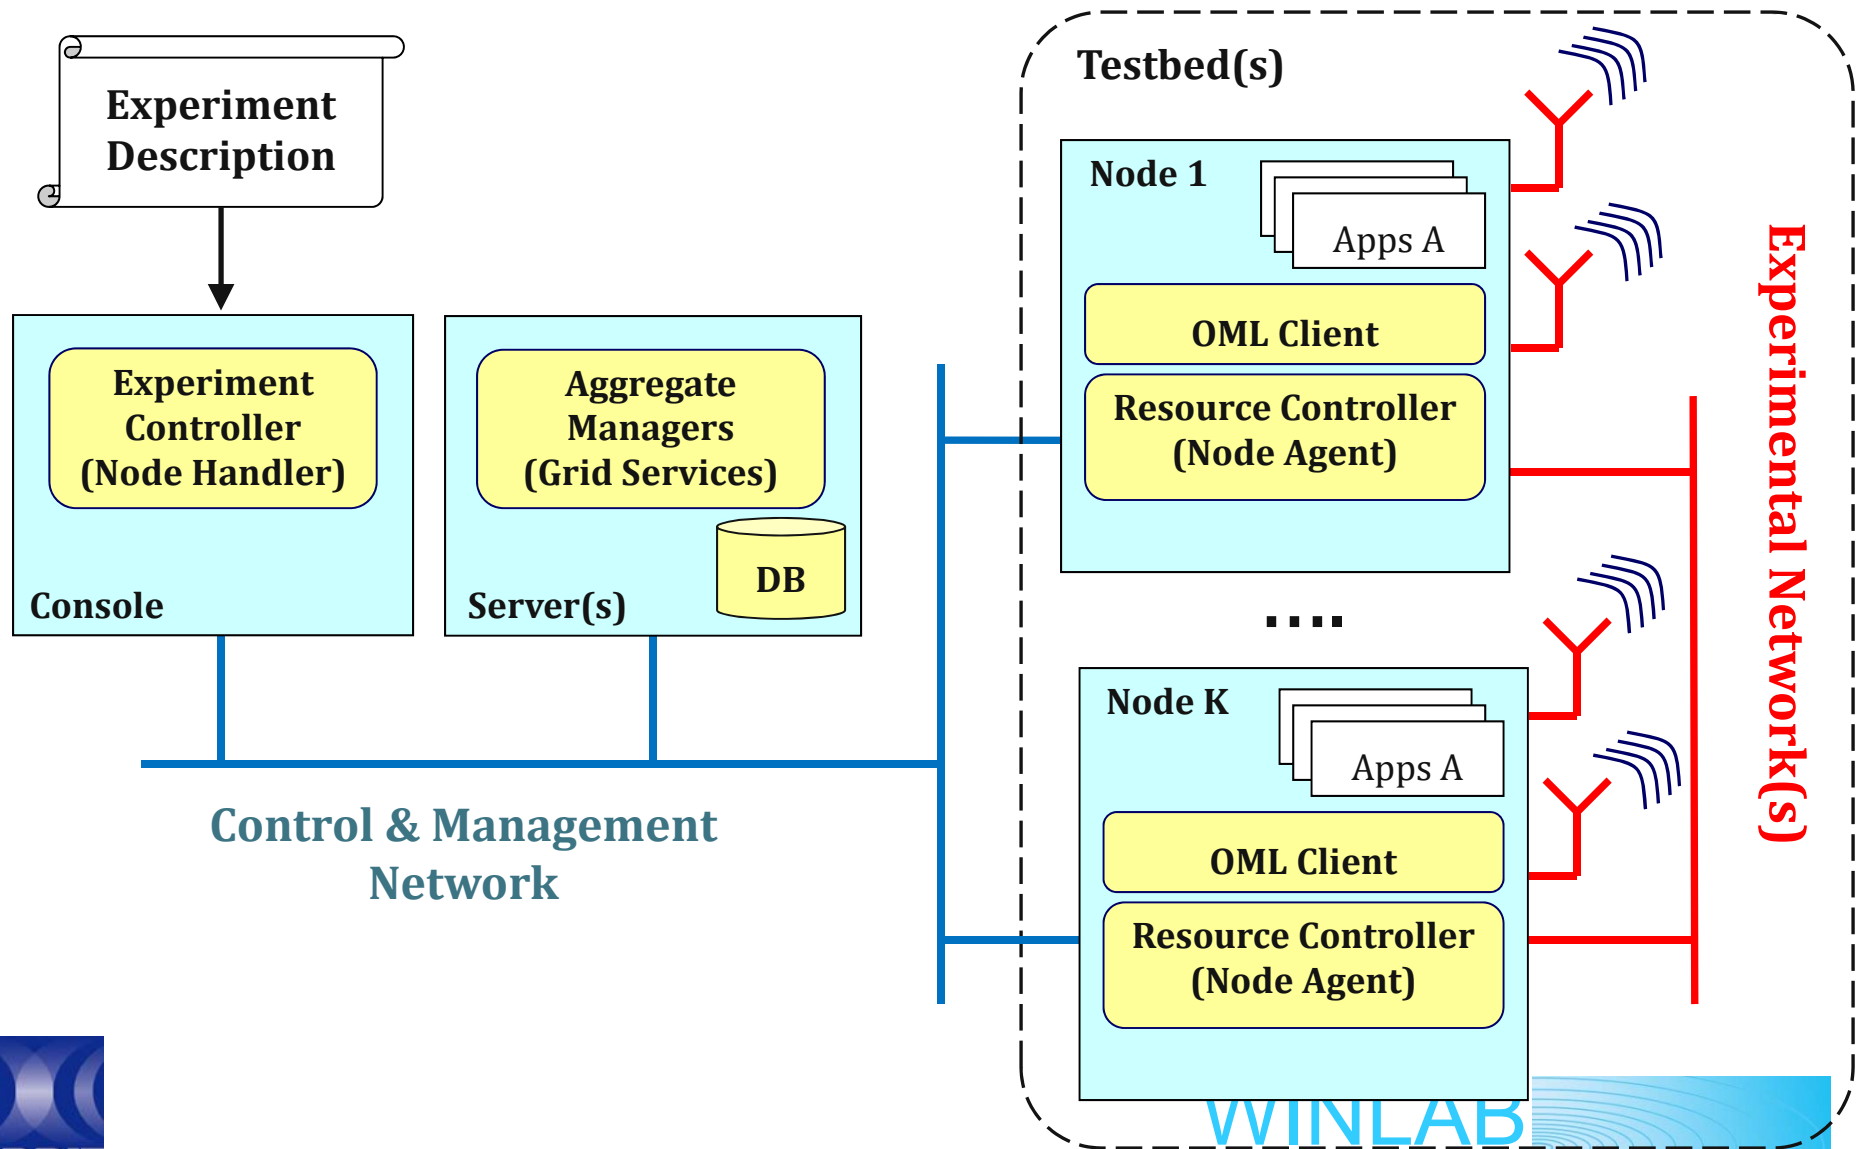 Experiment
Description
Experiment
Controller
(Node Handler)
Console
Aggregate
Managers
(Grid Services)
DB
Server(s)
Control & Management
Network
Testbed(s)
Node 1
Apps A
OML Client
Resource Controller
(Node Agent)
....
Node K
Apps A
OML Client
Resource Controller
(Node Agent)
Experimental Network(s)
WINLAB